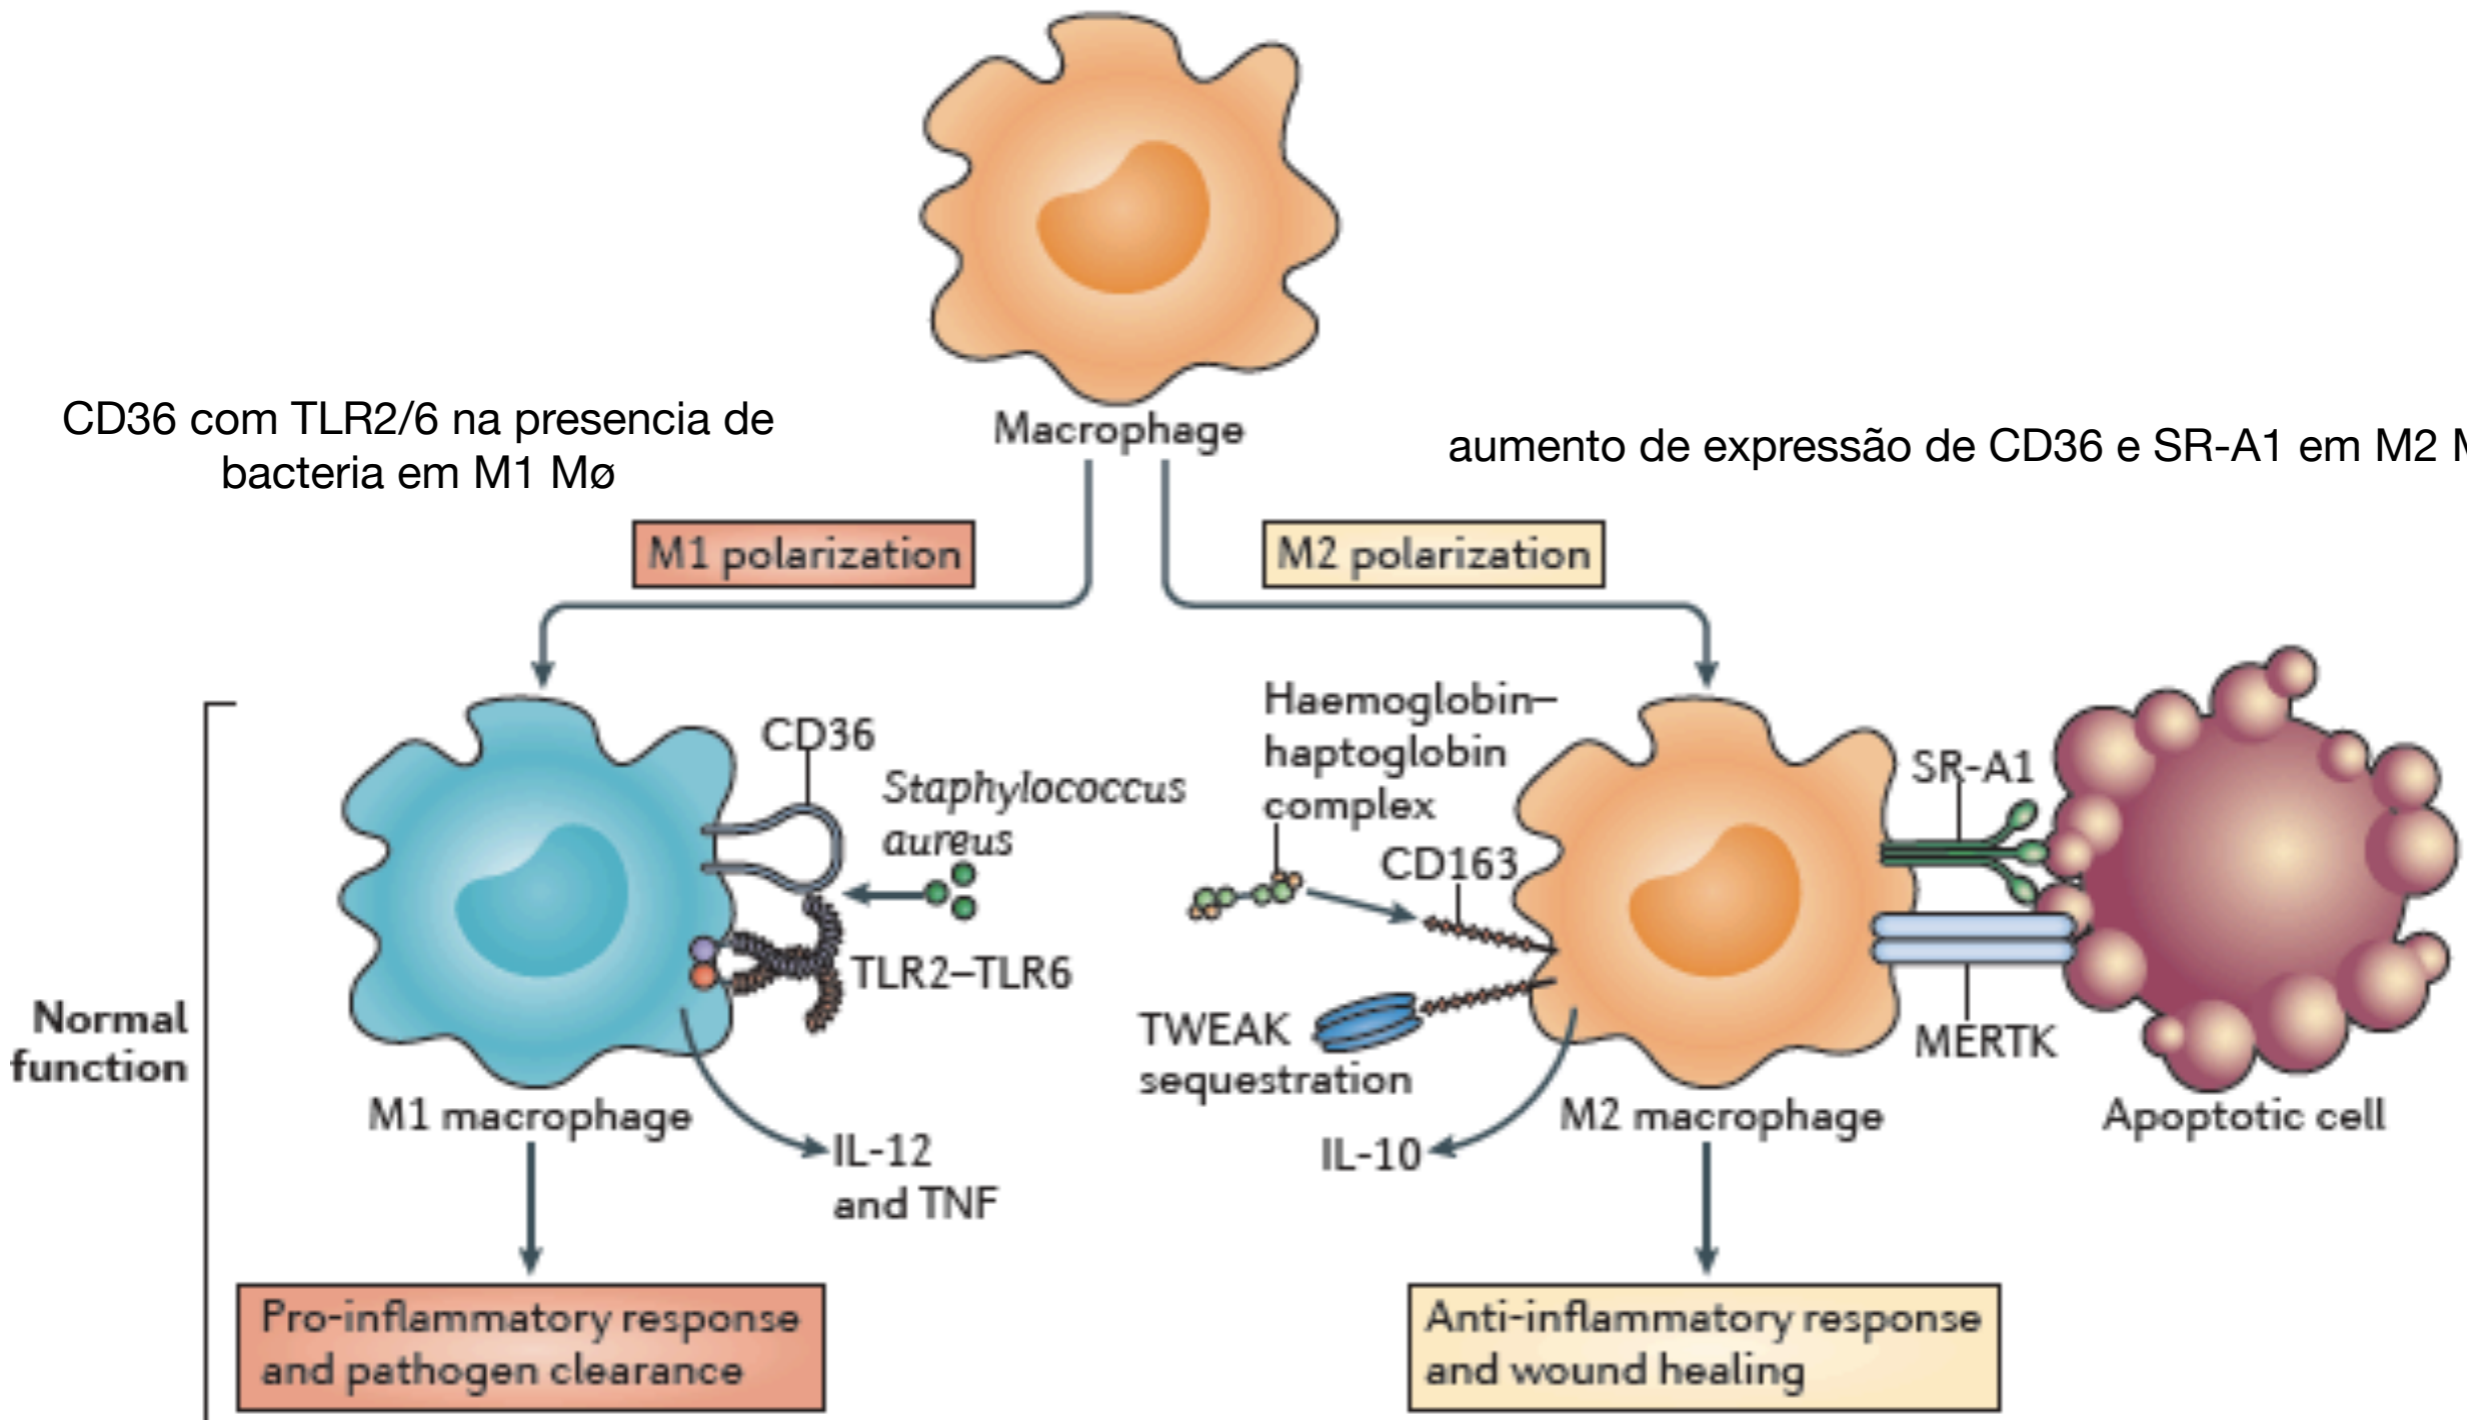 Macrophage
CD36 com TLR2/6 na presencia de
bacteria em M1 Mø
aumento de expressão de CD36 e SR-A1 em M2
M1 polarization
M2 polarization
CD36
Staphylococcus
aureus
TLR2–TLR6
Haemoglobin–
haptoglobin
complex
CD163
SR-A1
TWEAK
sequestration
MERTK
Normal
function
M1 macrophage
IL-12
and TNF
IL-10
M2 macrophage
Apoptotic cell
Pro-inflammatory response
and pathogen clearance
Anti-inflammatory response
and wound healing